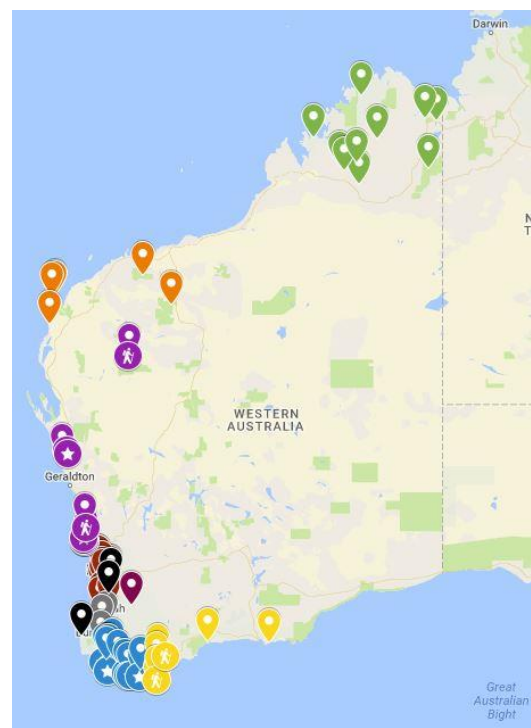 Darwin
N
T
WESTERN
AUSTRALIA
Geraldton
Great
Australian
Bight